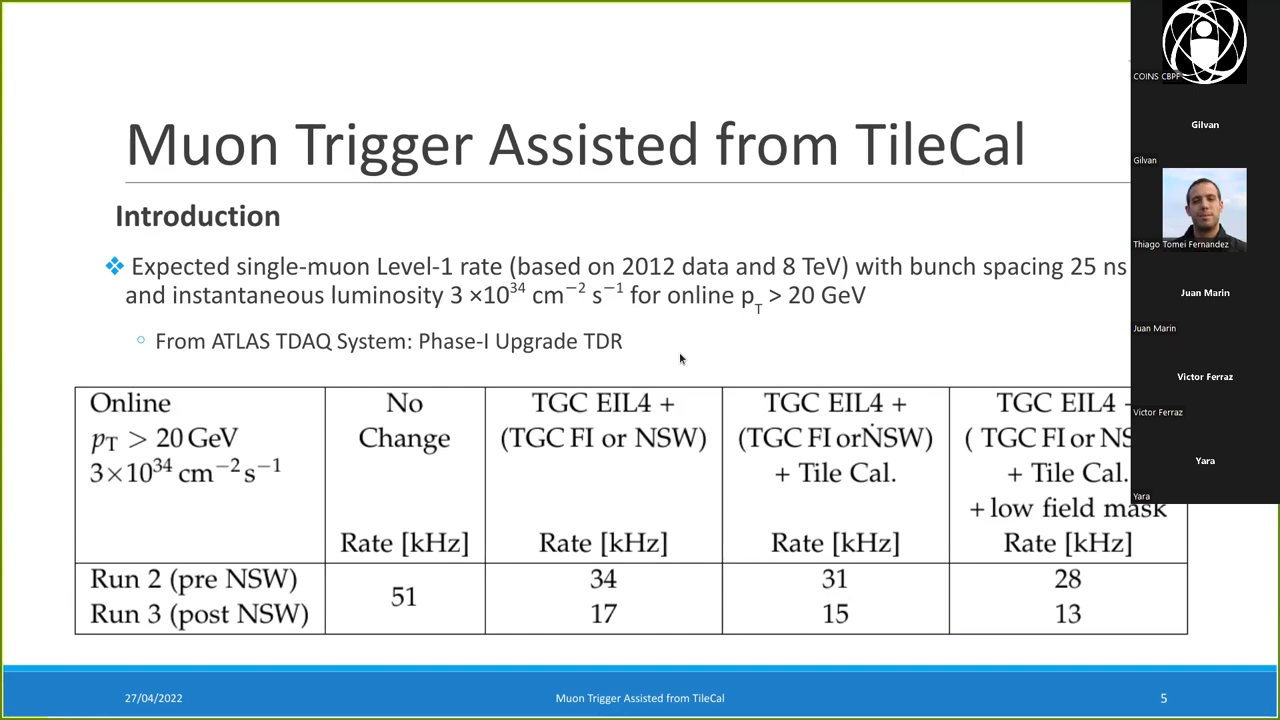 Muon Trigger Assisted from TileCal
Introduction
❖ Expected single-muon Level-1 rate (based on 2012 data and 8 TeV) with bunch spacing 25 ns
and instantaneous luminosity 3 ×10³⁴ cm⁻² s⁻¹ for online p_T > 20 GeV
○ From ATLAS TDAQ System: Phase-I Upgrade TDR
Online
p_T > 20 GeV
3×10³⁴ cm⁻² s⁻¹
No
Change
Rate [kHz]
TGC EIL4 +
(TGC FI or NSW)
Rate [kHz]
TGC EIL4 +
(TGC FI or NSW)
+ Tile Cal.
Rate [kHz]
TGC EIL4
( TGC FI or NS
+ Tile Cal.
+ low field mask
Rate [kHz]
Run 2 (pre NSW) 34 31 28
51
Run 3 (post NSW) 17 15 13
27/04/2022 Muon Trigger Assisted from TileCal 5
COINS CBPF
Gilvan
Gilvan
Thiago Tomei Fernandez
Juan Marin
Juan Marin
Victor Ferraz
Victor Ferraz
Yara
Yara